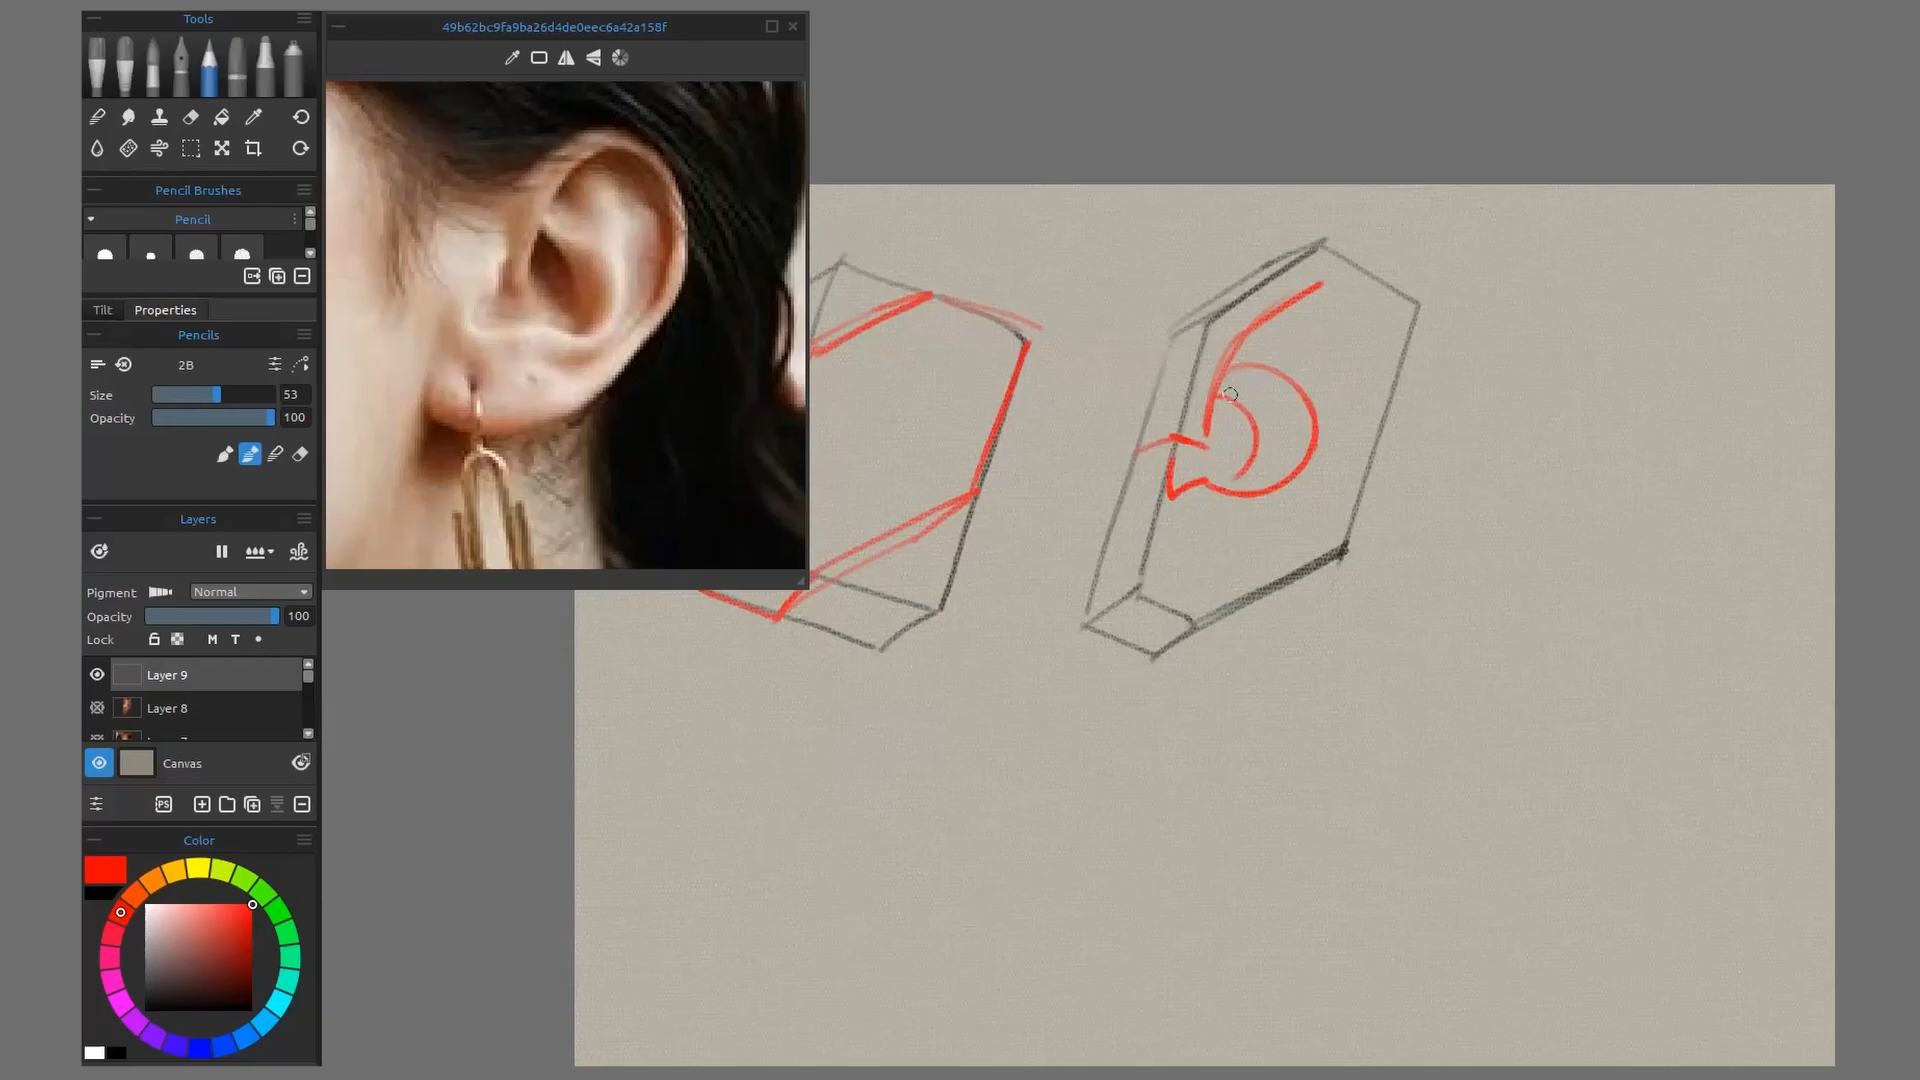 Tools
49b62bc9fa9ba26d4de0eec6a42a158f
Pencil Brushes
Pencil
Tilt
Properties
Pencils
2B
Size
53
Opacity
100
Layers
Pigment:
Normal
Opacity
100
Lock
M
T
Layer 9
Layer 8
Canvas
PS
Color